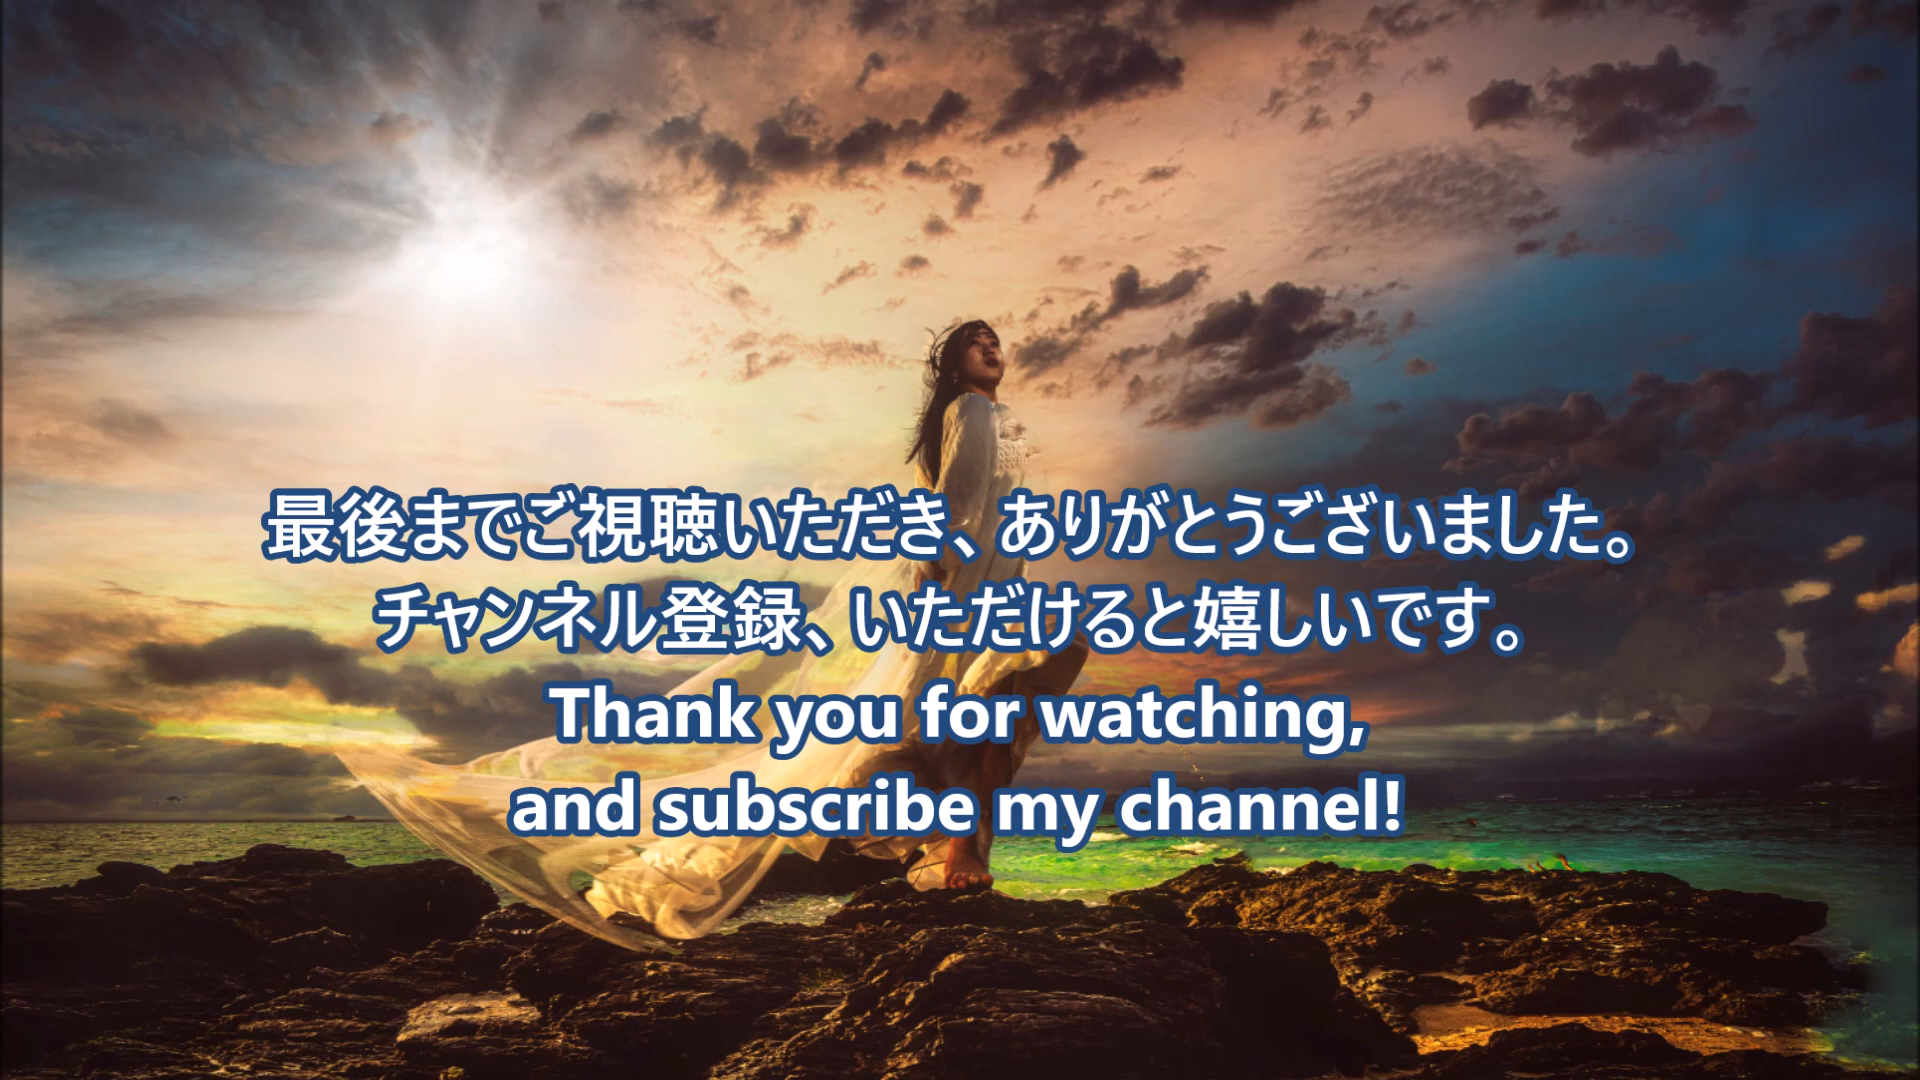 最後までご視聴いただき、ありがとうございました。
チャンネル登録、いただけると嬉しいです。
Thank you for watching,
and subscribe my channel!